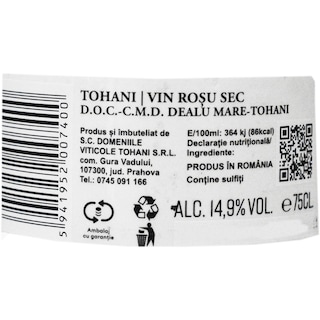 TOHANI | VIN ROȘU SEC
D.O.C.-C.M.D. DEALU MARE-TOHANI
Produs și îmbuteliat de
S.C. DOMENIILE
VITICOLE TOHANI S.R.L.
com. Gura Vadului,
107300, jud. Prahova
Tel.: 0745 091 166
E/100ml: 364 kj (86kcal)
Declarație nutrițională/
ingrediente:
PRODUS ÎN ROMÂNIA
Conține sulfiți
5941952007400
Ambalaj
cu garanție
ALC. 14,9% VOL. e 75CL